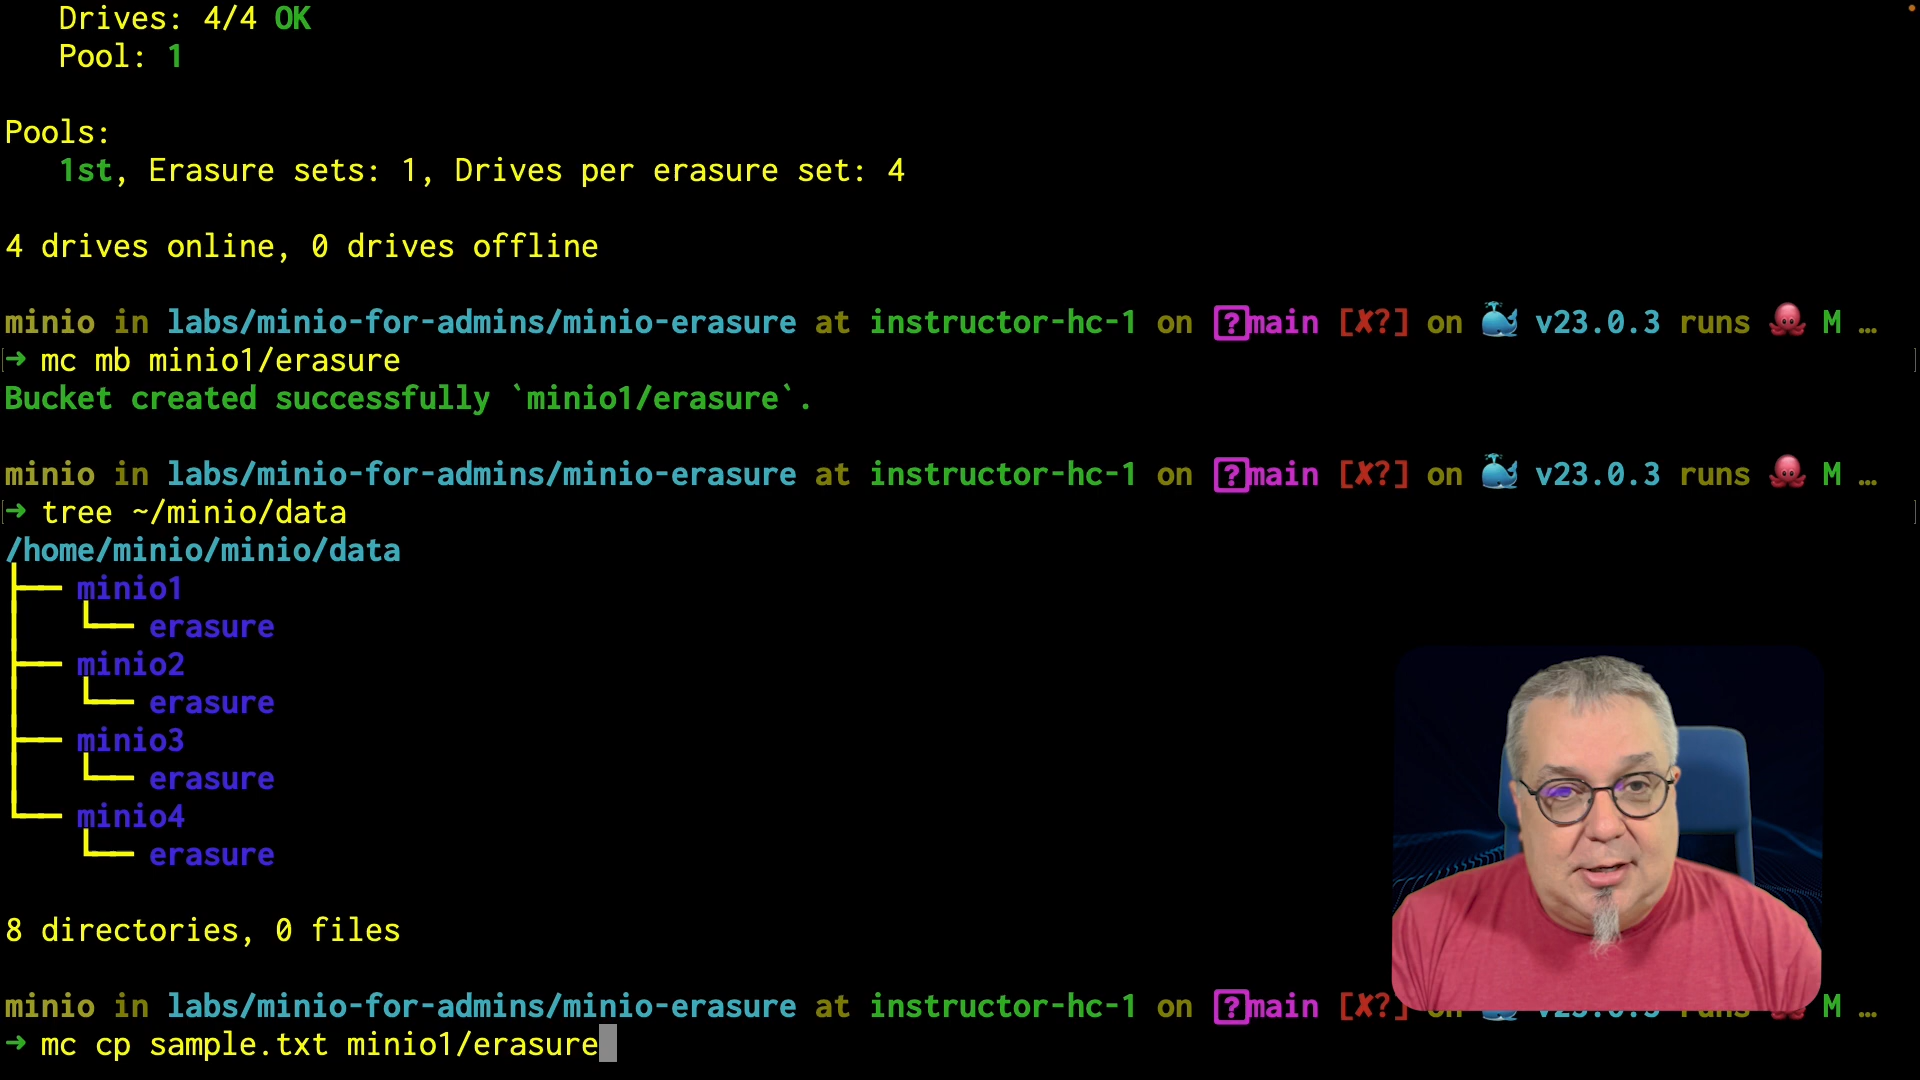 Drives: 4/4 OK
Pool: 1
Pools:
1st, Erasure sets: 1, Drives per erasure set: 4
4 drives online, 0 drives offline
minio in labs/minio-for-admins/minio-erasure at instructor-hc-1 on [?]main [✘?] on 🐳 v23.0.3 runs 🐙 M …
➜ mc mb minio1/erasure
Bucket created successfully `minio1/erasure`.
minio in labs/minio-for-admins/minio-erasure at instructor-hc-1 on [?]main [✘?] on 🐳 v23.0.3 runs 🐙 M …
➜ tree ~/minio/data
/home/minio/minio/data
├── minio1
│   └── erasure
├── minio2
│   └── erasure
├── minio3
│   └── erasure
└── minio4
    └── erasure
8 directories, 0 files
minio in labs/minio-for-admins/minio-erasure at instructor-hc-1 on [?]main [✘?] on 🐳 v23.0.3 runs 🐙 M …
➜ mc cp sample.txt minio1/erasure